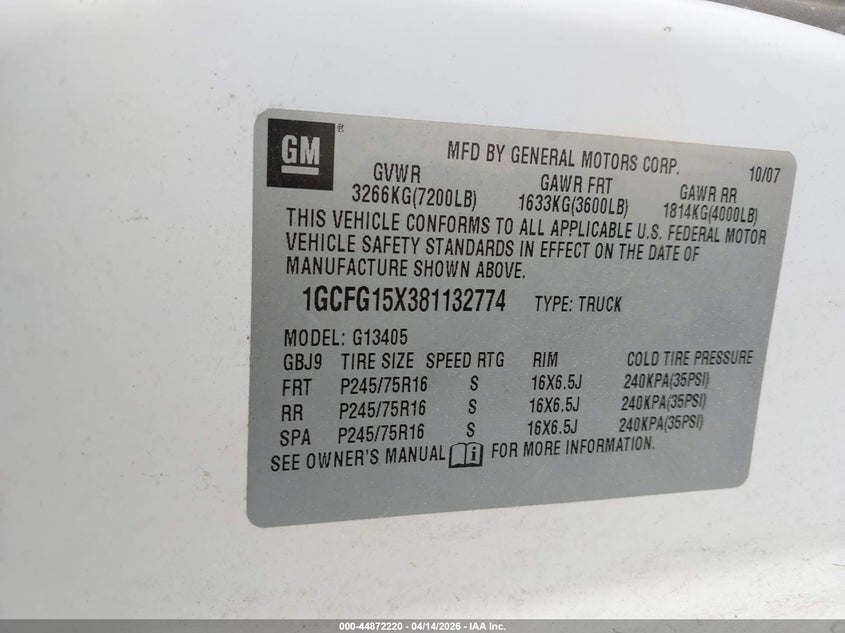 GM ®
MFD BY GENERAL MOTORS CORP. 10/07
GVWR GAWR FRT GAWR RR
3266KG(7200LB) 1633KG(3600LB) 1814KG(4000LB)
THIS VEHICLE CONFORMS TO ALL APPLICABLE U.S. FEDERAL MOTOR
VEHICLE SAFETY STANDARDS IN EFFECT ON THE DATE OF
MANUFACTURE SHOWN ABOVE.
1GCFG15X381132774 TYPE: TRUCK
MODEL: G13405
GBJ9 TIRE SIZE SPEED RTG RIM COLD TIRE PRESSURE
FRT P245/75R16 S 16X6.5J 240KPA(35PSI)
RR P245/75R16 S 16X6.5J 240KPA(35PSI)
SPA P245/75R16 S 16X6.5J 240KPA(35PSI)
SEE OWNER'S MANUAL i FOR MORE INFORMATION.
000-44872220 - 04/14/2026 - IAA Inc.